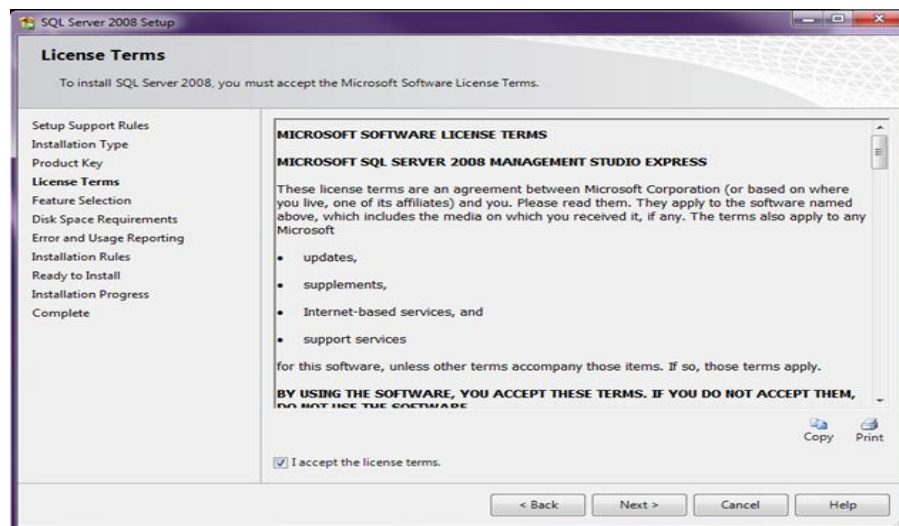 SQL Server 2008 Setup
License Terms
To install SQL Server 2008, you must accept the Microsoft Software License Terms.
Setup Support Rules
Installation Type
Product Key
License Terms
Feature Selection
Disk Space Requirements
Error and Usage Reporting
Installation Rules
Ready to Install
Installation Progress
Complete
MICROSOFT SOFTWARE LICENSE TERMS
MICROSOFT SQL SERVER 2008 MANAGEMENT STUDIO EXPRESS
These license terms are an agreement between Microsoft Corporation (or based on where
you live, one of its affiliates) and you. Please read them. They apply to the software named
above, which includes the media on which you received it, if any. The terms also apply to any
Microsoft
• updates,
• supplements,
• Internet-based services, and
• support services
for this software, unless other terms accompany those items. If so, those terms apply.
BY USING THE SOFTWARE, YOU ACCEPT THESE TERMS. IF YOU DO NOT ACCEPT THEM,
DO NOT USE THE SOFTWARE
Copy Print
I accept the license terms.
< Back Next > Cancel Help